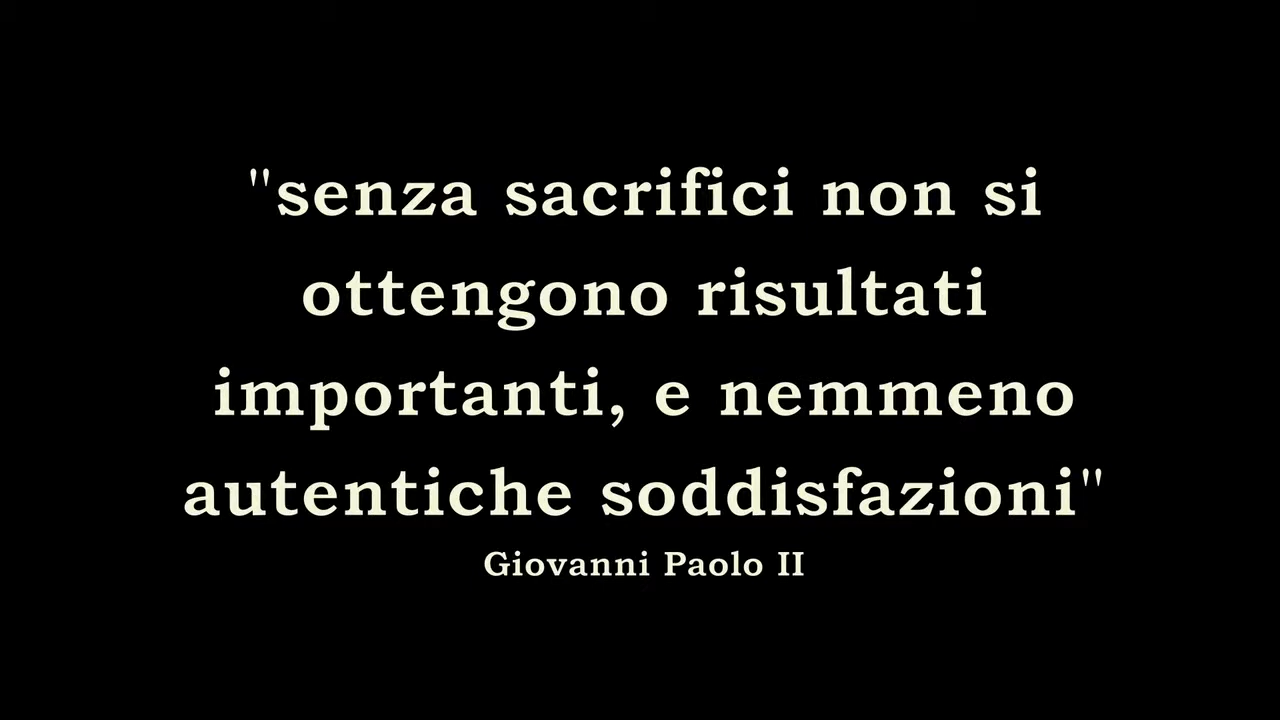 "senza sacrifici non si
ottengono risultati
importanti, e nemmeno
autentiche soddisfazioni"
Giovanni Paolo II